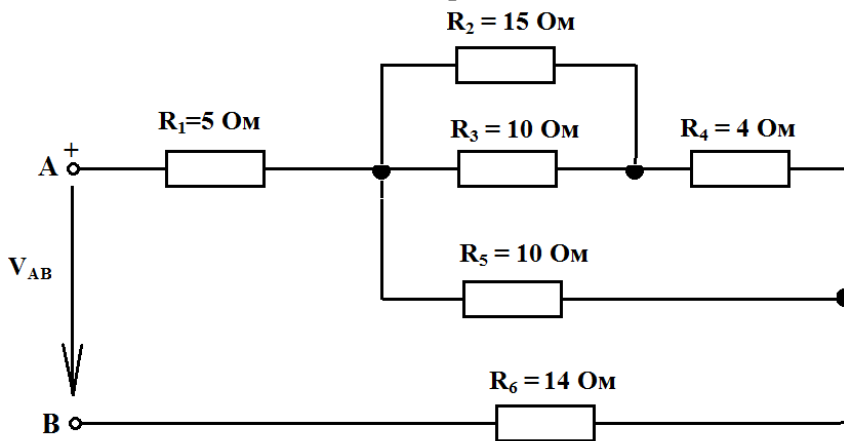 R₂ = 15 Ом
R₁=5 Ом
R₃ = 10 Ом
R₄ = 4 Ом
+
A
R₅ = 10 Ом
V_AB
R₆ = 14 Ом
B